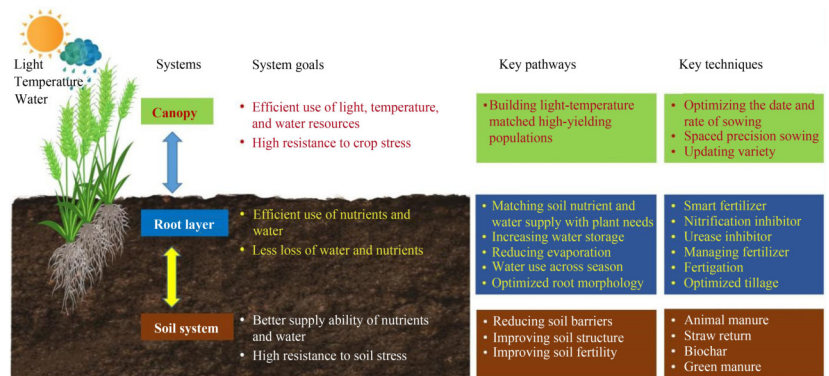 Light
Temperature
Water
Systems
System goals
Key pathways
Key techniques
Canopy
• Efficient use of light, temperature,
and water resources
• High resistance to crop stress
• Building light-temperature
matched high-yielding
populations
• Optimizing the date and
rate of sowing
• Spaced precision sowing
• Updating variety
Root layer
• Efficient use of nutrients and
water
• Less loss of water and nutrients
• Matching soil nutrient and
water supply with plant needs
• Increasing water storage
• Reducing evaporation
• Water use across season
• Optimized root morphology
• Smart fertilizer
• Nitrification inhibitor
• Urease inhibitor
• Managing fertilizer
• Fertigation
• Optimized tillage
Soil system
• Better supply ability of nutrients
and water
• High resistance to soil stress
• Reducing soil barriers
• Improving soil structure
• Improving soil fertility
• Animal manure
• Straw return
• Biochar
• Green manure